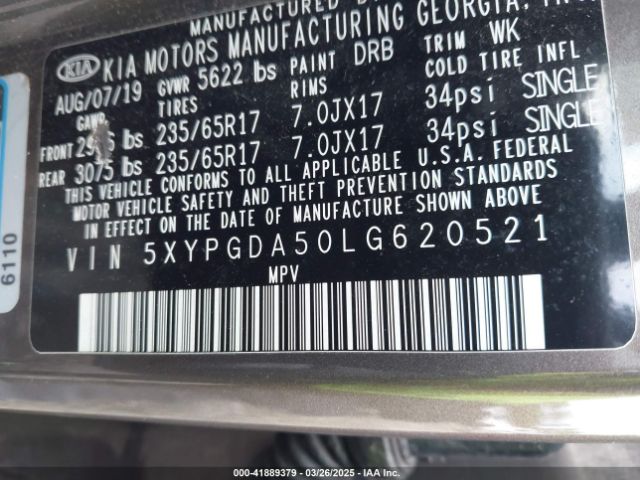 MANUFACTURED
KIA KIA MOTORS MANUFACTURING GEORGIA,
AUG/07/19 GVWR 5622 lbs PAINT DRB TRIM WK
GAWR TIRES RIMS COLD TIRE INFL
FRONT lbs 235/65R17 7.0JX17 34psi SINGLE
REAR 3075 lbs 235/65R17 7.0JX17 34psi SINGLE
THIS VEHICLE CONFORMS TO ALL APPLICABLE U.S.A. FEDERAL
MOTOR VEHICLE SAFETY AND THEFT PREVENTION STANDARDS
IN EFFECT ON THE DATE OF MANUFACTURE SHOWN ABOVE
VIN 5XYPGDA50LG620521
MPV
6110
000-41889379 | 03/26/2025 | IAA Inc.